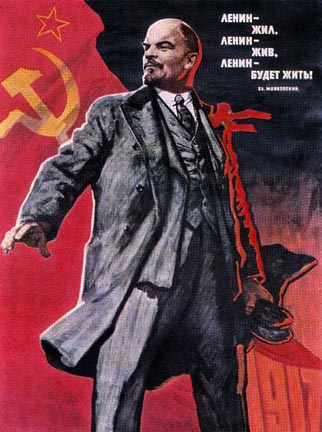 ЛЕНИН–
ЖИЛ,
ЛЕНИН–
ЖИВ,
ЛЕНИН–
БУДЕТ ЖИТЬ!
ВЛ. МАЯКОВСКИЙ
1917